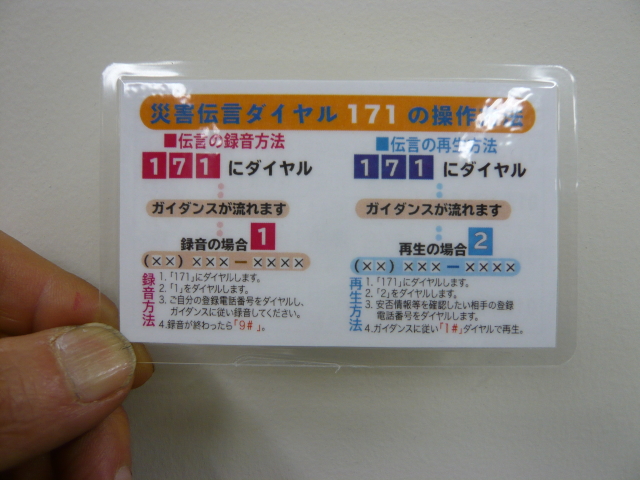 災害伝言ダイヤル 171 の操作方法
■伝言の録音方法
171 にダイヤル
ガイダンスが流れます
録音の場合 1
(××) ×××－××××
録音方法
1.「171」にダイヤルします。
2.「1」をダイヤルします。
3. ご自分の登録電話番号をダイヤルし、
ガイダンスに従い録音してください。
4.録音が終わったら「9#」。
■伝言の再生方法
171 にダイヤル
ガイダンスが流れます
再生の場合 2
(××) ×××－××××
再生方法
1.「171」にダイヤルします。
2.「2」をダイヤルします。
3. 安否情報等を確認したい相手の登録
電話番号をダイヤルします。
4.ガイダンスに従い「1#」ダイヤルで再生。